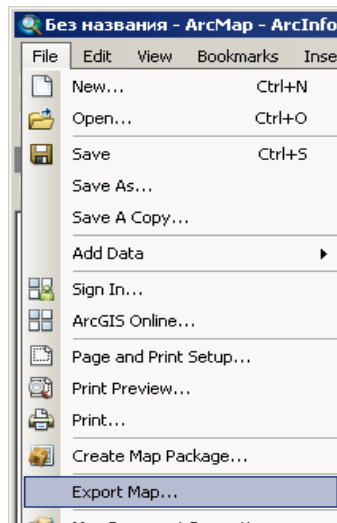 Без названия - ArcMap - ArcInfo
File Edit View Bookmarks Inse
New... Ctrl+N
Open... Ctrl+O
Save Ctrl+S
Save As...
Save A Copy...
Add Data
Sign In...
ArcGIS Online...
Page and Print Setup...
Print Preview...
Print...
Create Map Package...
Export Map...